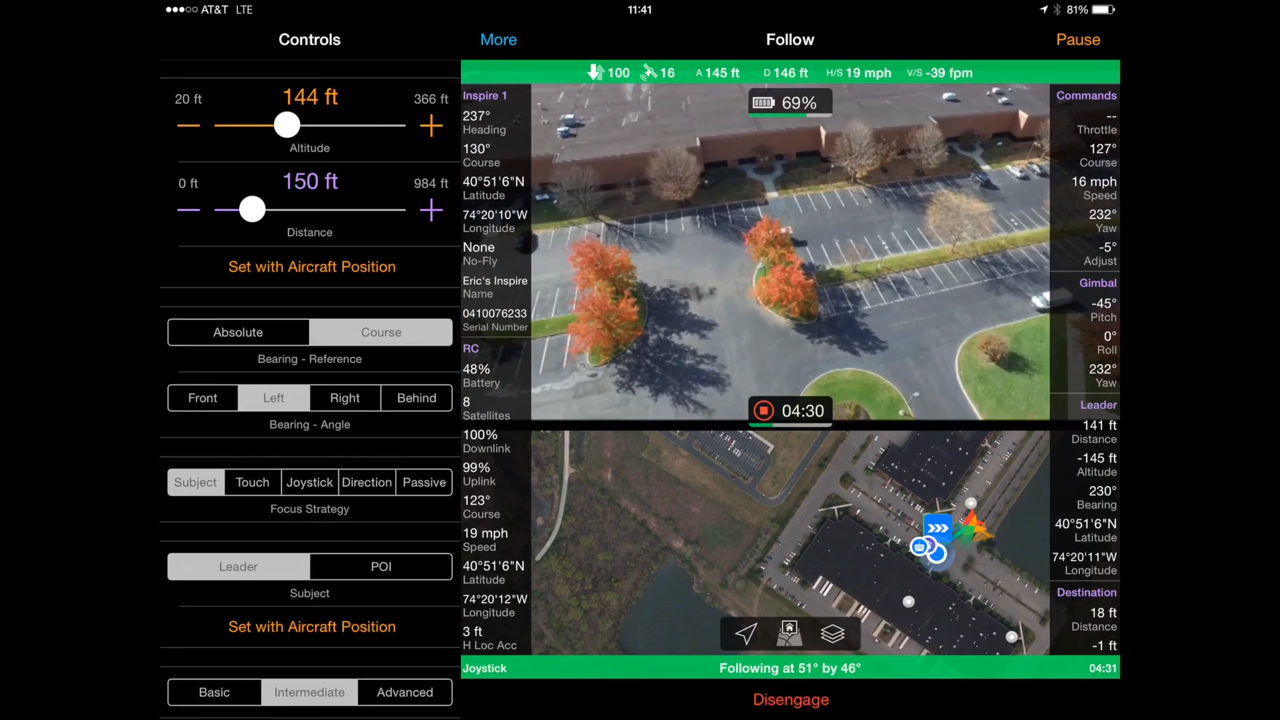 AT&T LTE
11:41
81%
Controls
More
Follow
Pause
100 16 A 145 ft D 146 ft H/S 19 mph V/S -39 fpm
20 ft 144 ft 366 ft
Altitude
0 ft 150 ft 984 ft
Distance
Set with Aircraft Position
Absolute Course
Bearing - Reference
Front Left Right Behind
Bearing - Angle
Subject Touch Joystick Direction Passive
Focus Strategy
Leader POI
Subject
Set with Aircraft Position
Basic Intermediate Advanced
Inspire 1
237°
Heading
130°
Course
40°51'6"N
Latitude
74°20'10"W
Longitude
None
No-Fly
Eric's Inspire
Name
0410076233
Serial Number
RC
48%
Battery
8
Satellites
100%
Downlink
99%
Uplink
123°
Course
19 mph
Speed
40°51'6"N
Latitude
74°20'12"W
Longitude
3 ft
H Loc Acc
69%
04:30
Commands
--
Throttle
127°
Course
16 mph
Speed
232°
Yaw
-5°
Adjust
Gimbal
-45°
Pitch
0°
Roll
232°
Yaw
Leader
141 ft
Distance
-145 ft
Altitude
230°
Bearing
40°51'6"N
Latitude
74°20'11"W
Longitude
Destination
18 ft
Distance
-1 ft
Joystick
Following at 51° by 46°
04:31
Disengage